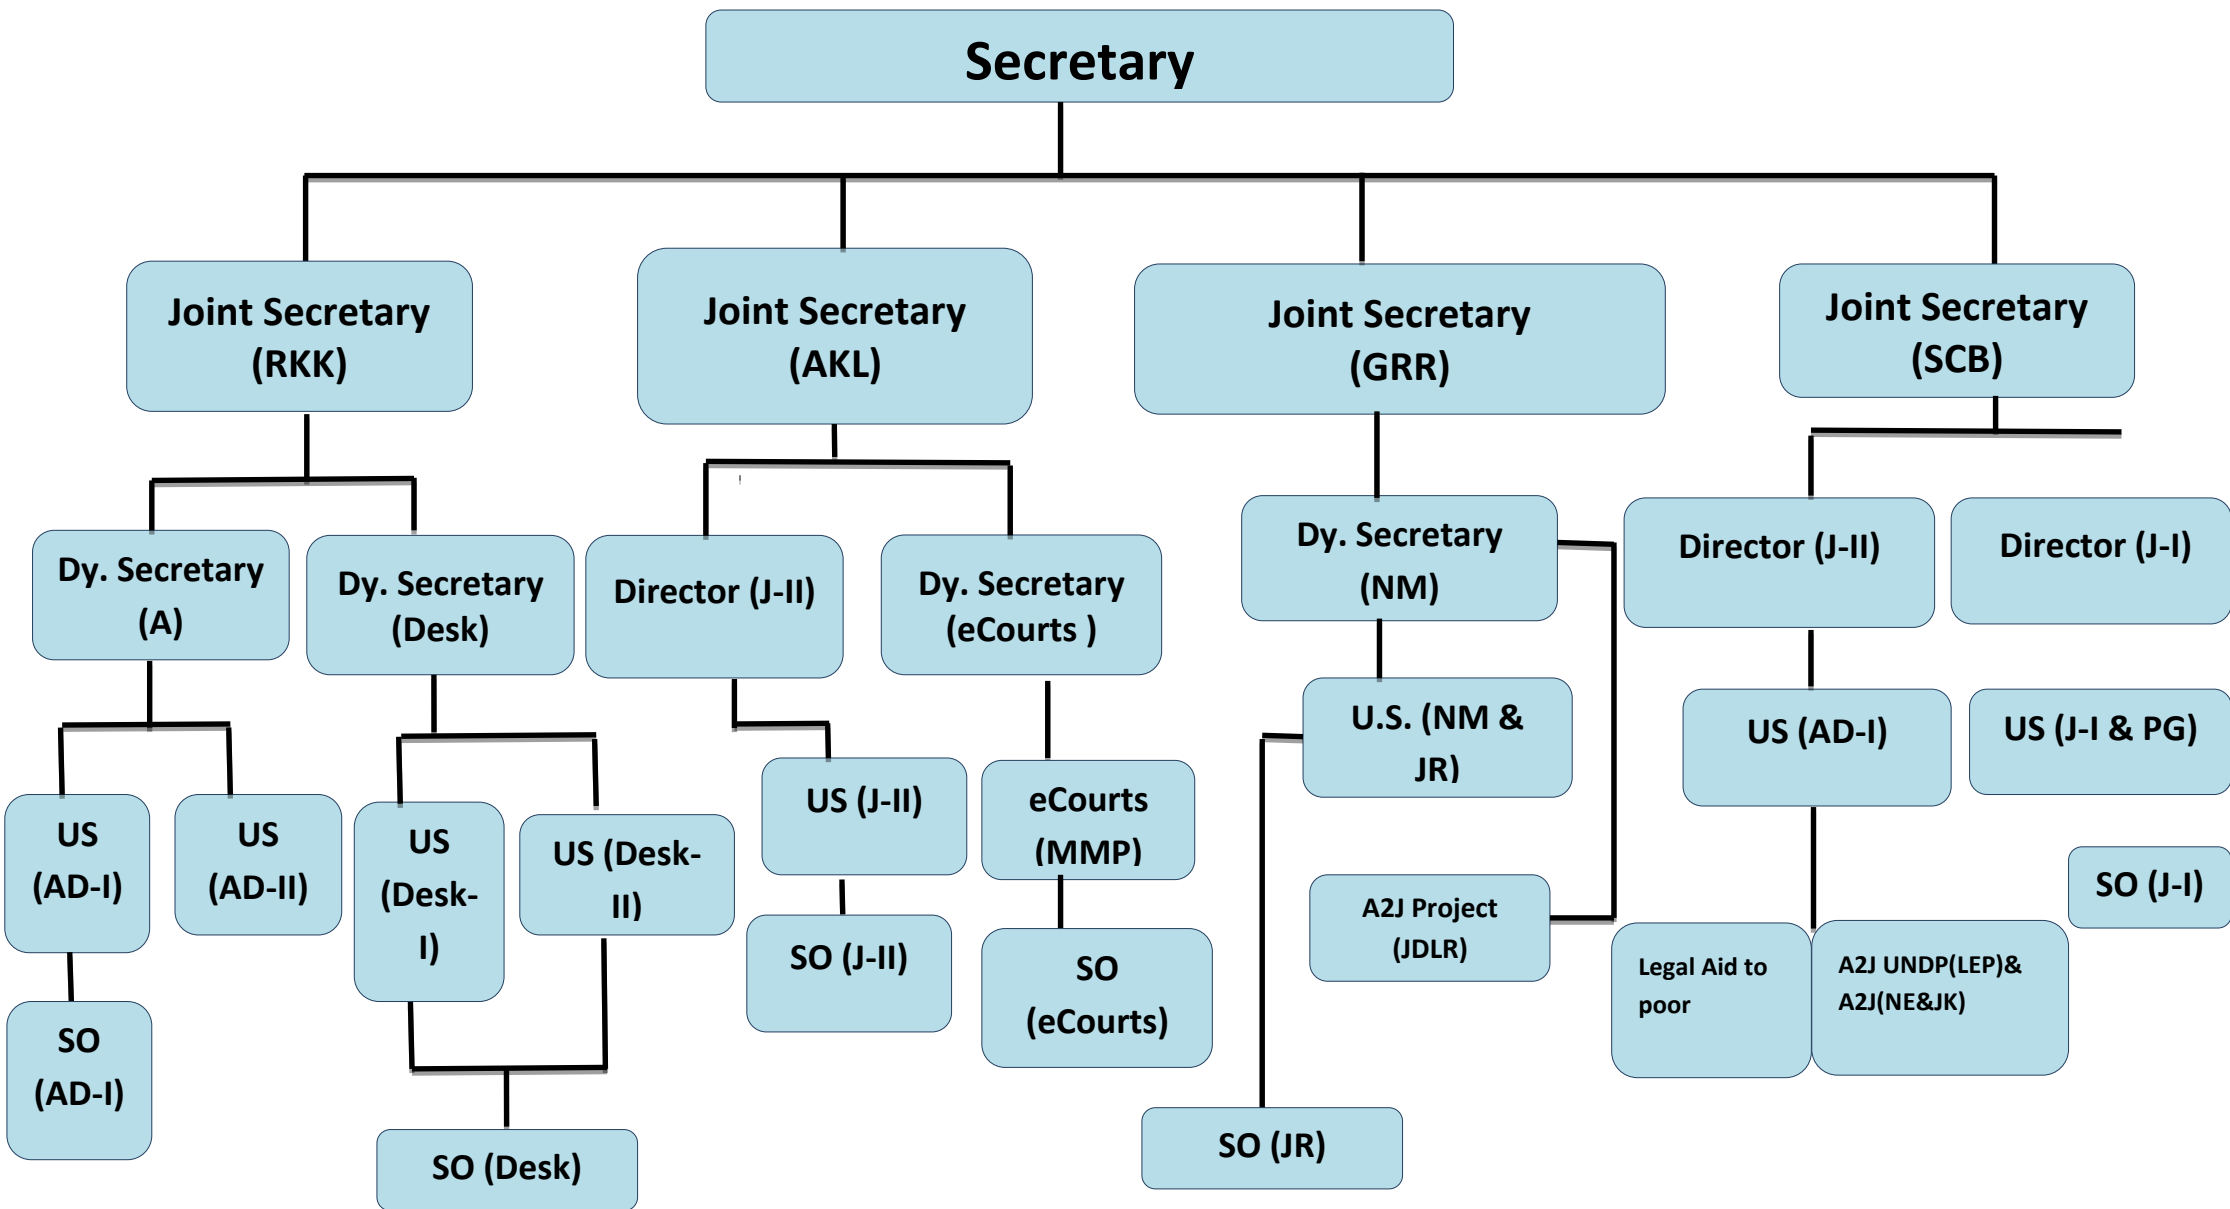 Secretary
Joint Secretary
(RKK)
Joint Secretary
(AKL)
Joint Secretary
(GRR)
Joint Secretary
(SCB)
Dy. Secretary
(A)
Dy. Secretary
(Desk)
Director (J-II)
Dy. Secretary
(eCourts )
Dy. Secretary
(NM)
Director (J-II)
Director (J-I)
US
(AD-I)
US
(AD-II)
US
(Desk-
I)
US (Desk-
II)
US (J-II)
eCourts
(MMP)
U.S. (NM &
JR)
US (AD-I)
US (J-I & PG)
SO
(AD-I)
SO (Desk)
SO (J-II)
SO
(eCourts)
A2J Project
(JDLR)
SO (JR)
Legal Aid to
poor
A2J UNDP(LEP)&
A2J(NE&JK)
SO (J-I)